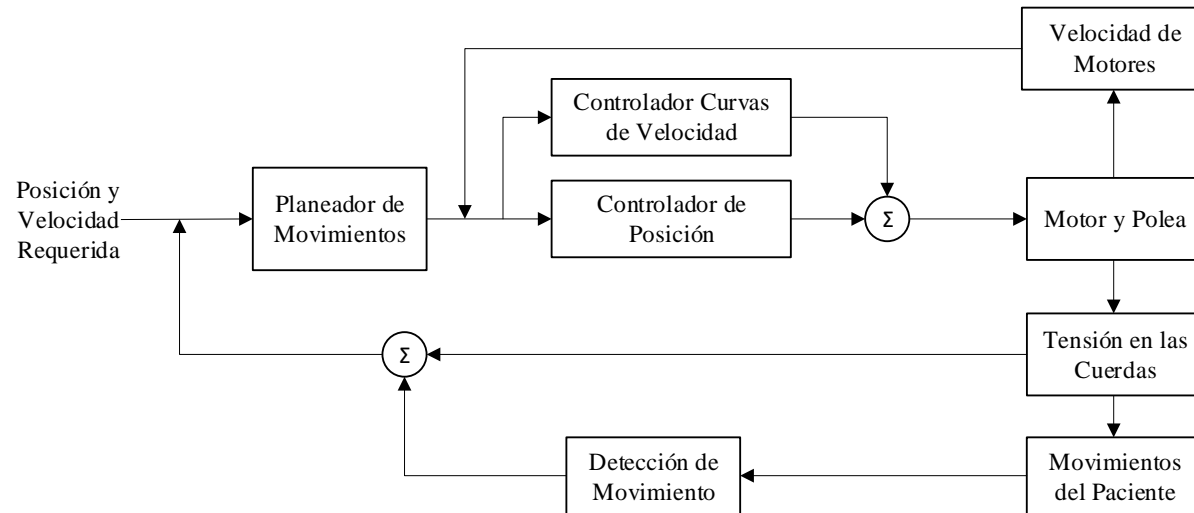 Velocidad de
Motores
Controlador Curvas
de Velocidad
Posición y
Velocidad
Requerida
Planeador de
Movimientos
Controlador de
Posición
Σ
Motor y Polea
Σ
Tensión en las
Cuerdas
Detección de
Movimiento
Movimientos
del Paciente